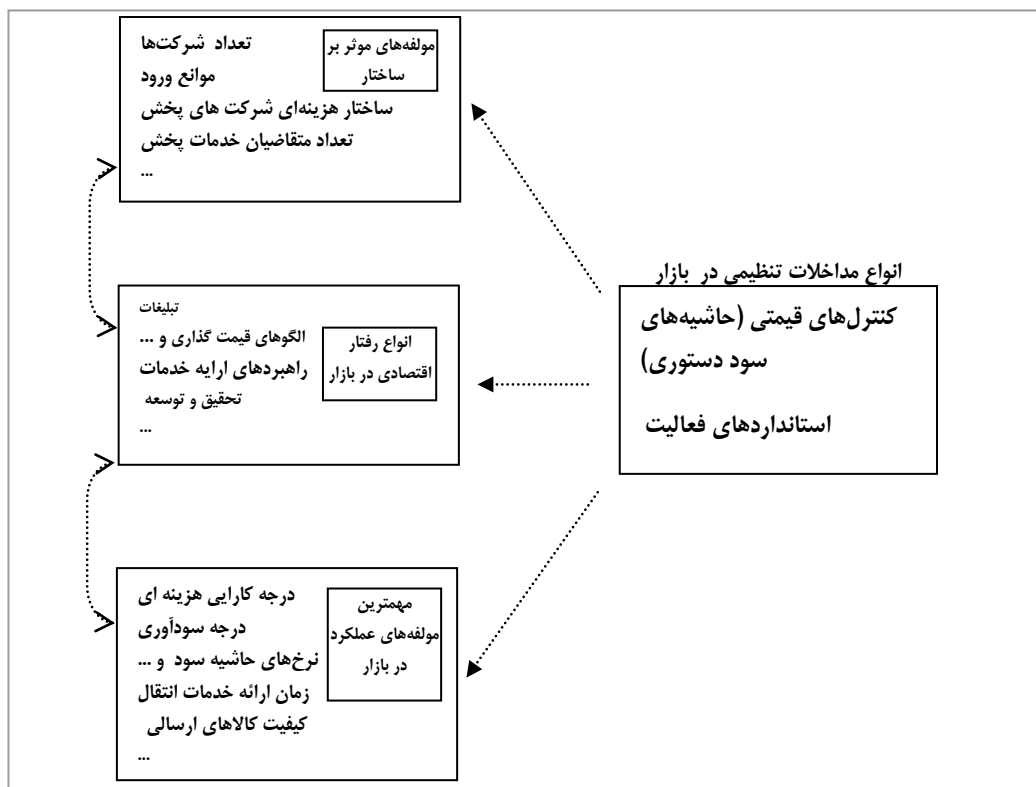 مولفه‌های موثر بر
ساختار
تعداد شرکت‌ها
موانع ورود
ساختار هزینه‌ای شرکت های پخش
تعداد متقاضیان خدمات پخش
...
انواع مداخلات تنظیمی در بازار
کنترل‌های قیمتی (حاشیه‌های
سود دستوری)
استانداردهای فعالیت
انواع رفتار
اقتصادی در بازار
تبلیغات
الگوهای قیمت گذاری و ...
راهبردهای ارایه خدمات
تحقیق و توسعه
...
مهمترین
مولفه‌های عملکرد
در بازار
درجه کارایی هزینه ای
درجه سودآوری
نرخ‌های حاشیه سود و ...
زمان ارائه خدمات انتقال
کیفیت کالاهای ارسالی
...